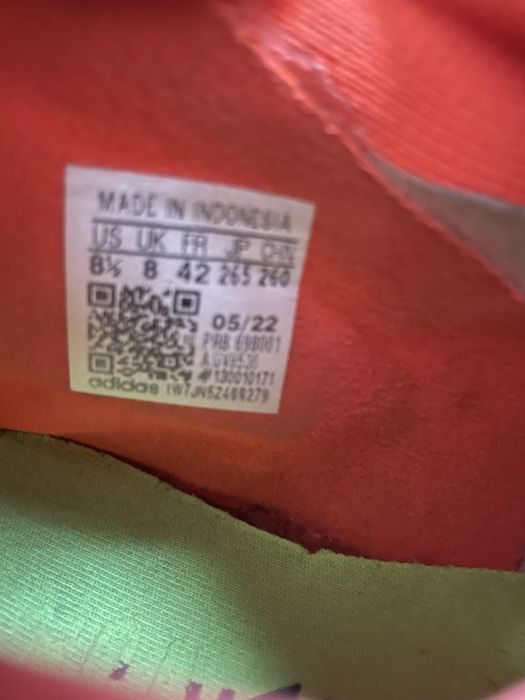 MADE IN INDONESIA
US UK FR JP CHN
8½ 8 42 265 260
05/22
PRB 698001
#130010171
adidas